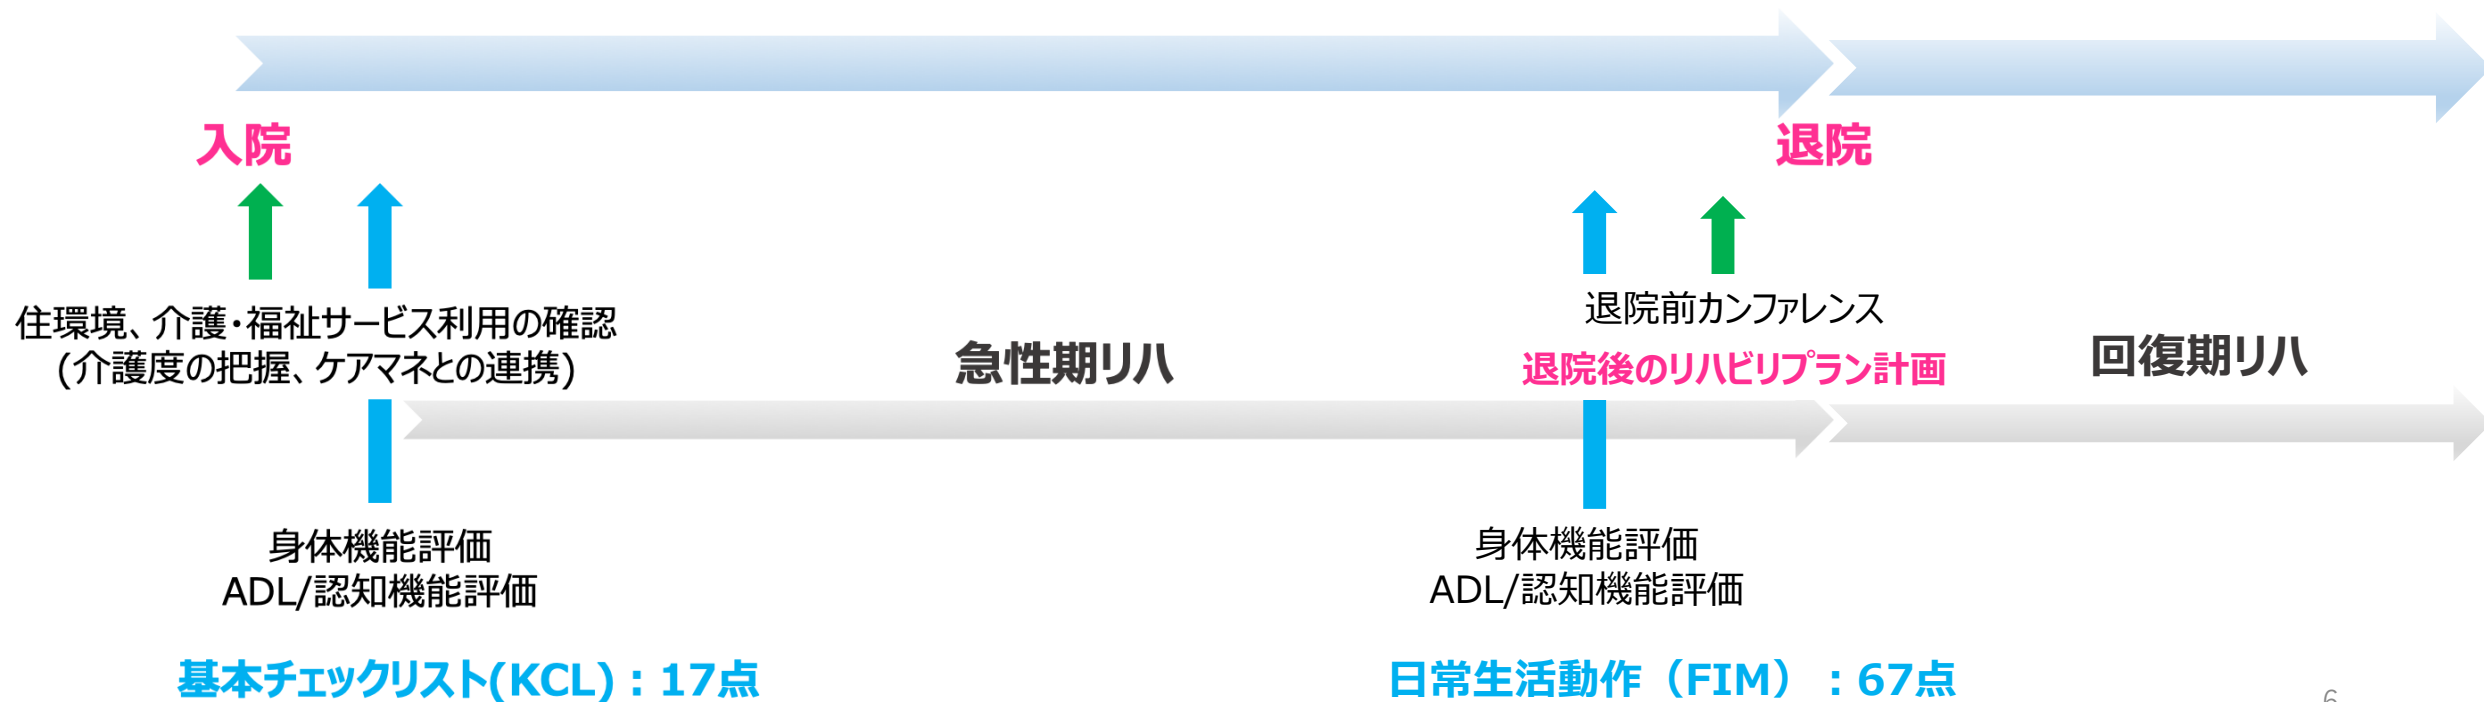 入院
退院
住環境、介護・福祉サービス利用の確認
(介護度の把握、ケアマネとの連携)
急性期リハ
退院前カンファレンス
退院後のリハビリプラン計画
回復期リハ
身体機能評価
ADL/認知機能評価
身体機能評価
ADL/認知機能評価
基本チェックリスト(KCL)：17点
日常生活動作（FIM）：67点
6